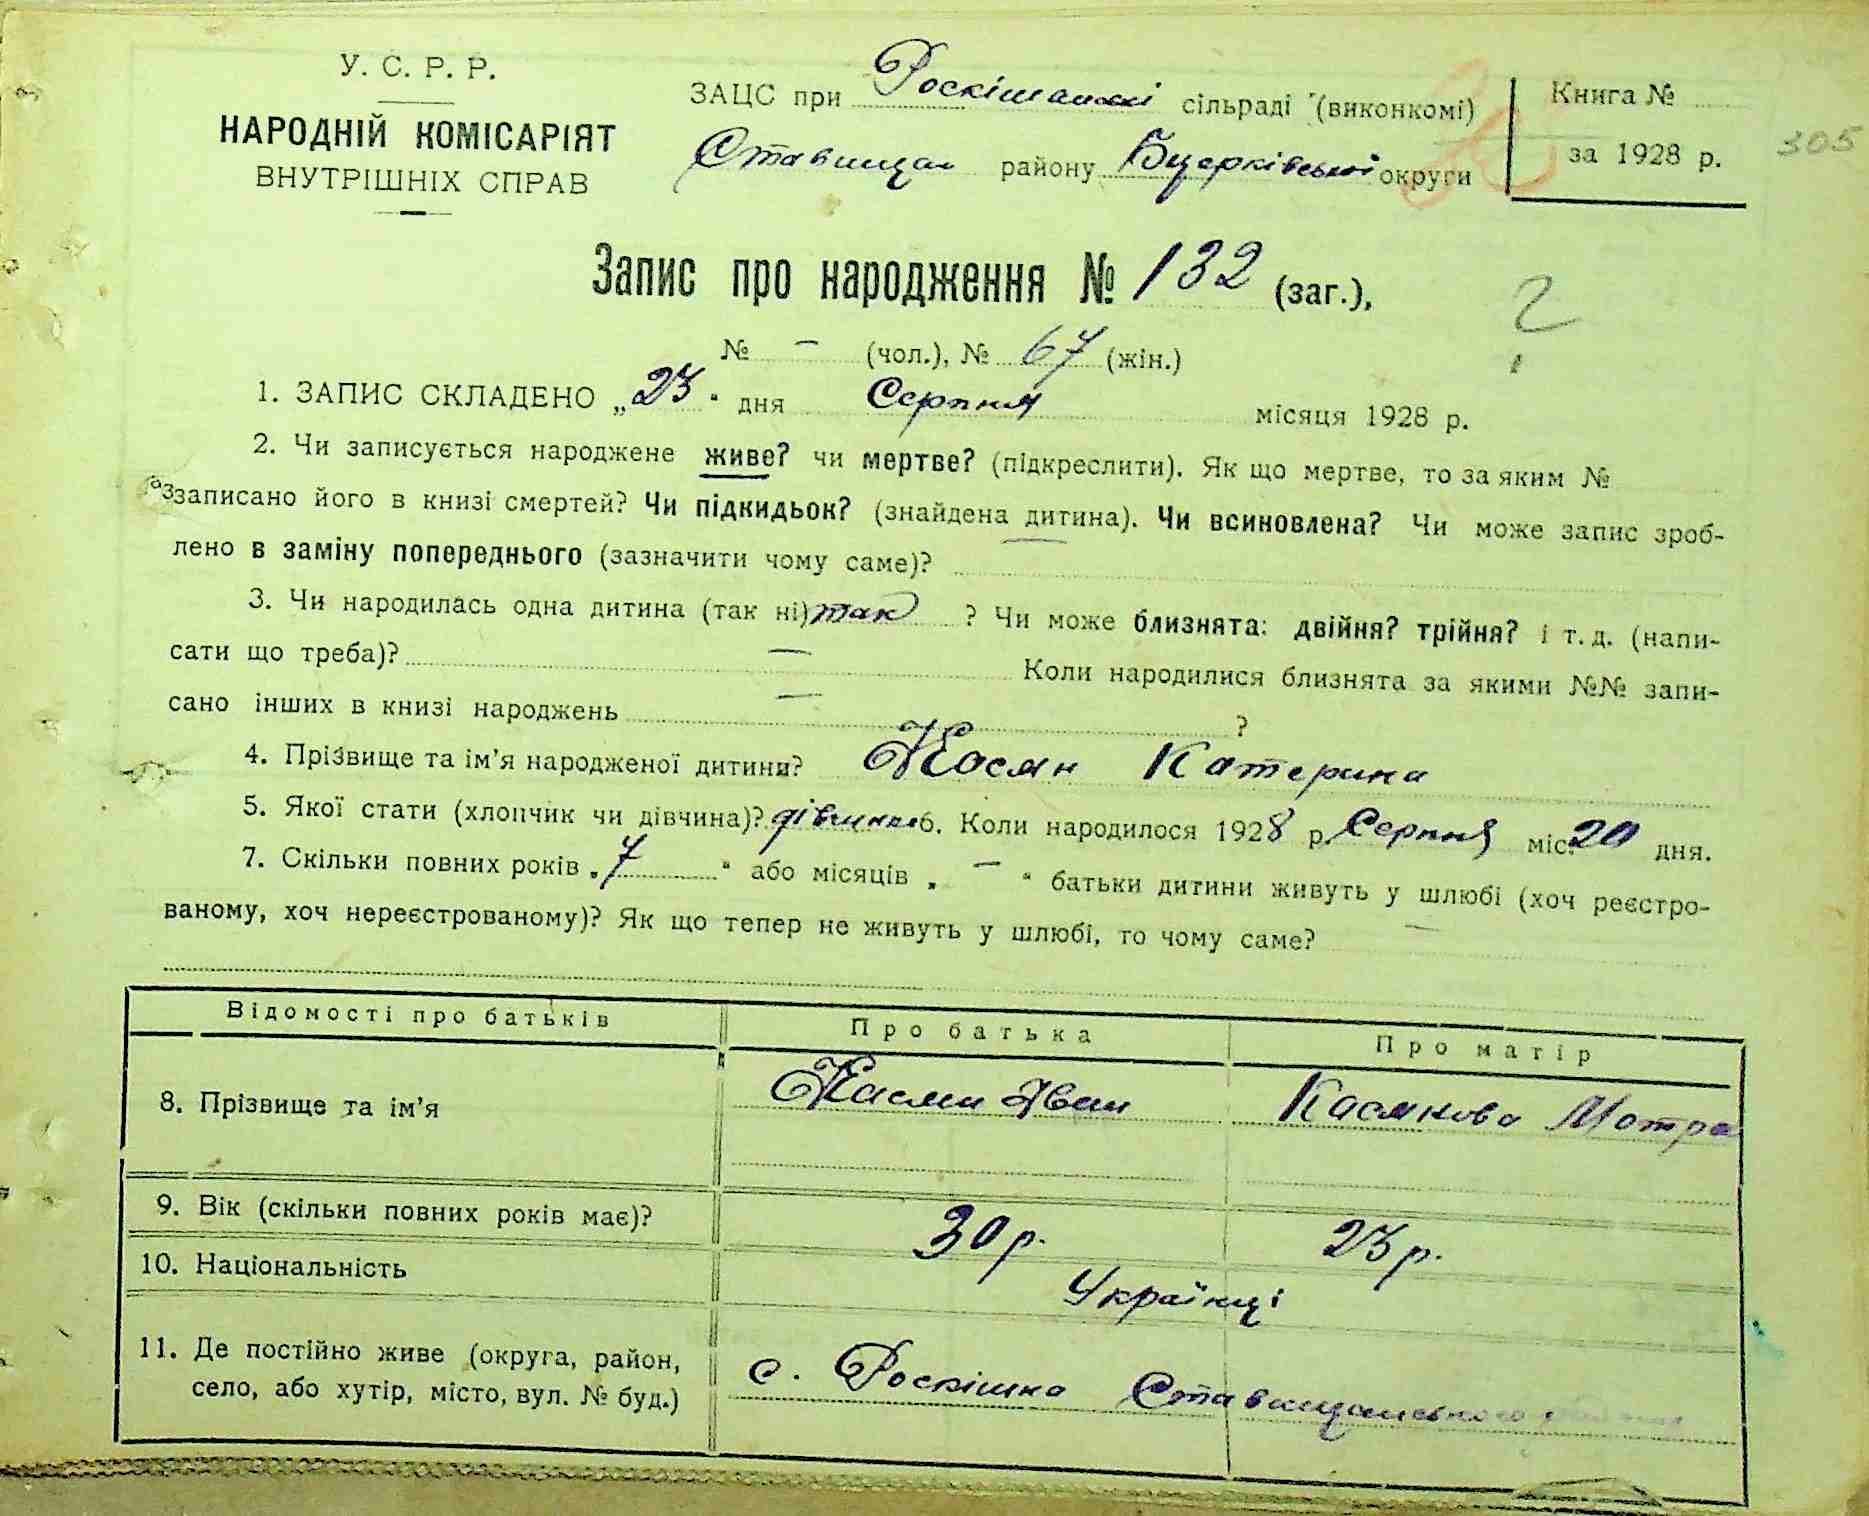 У. С. Р. Р.
НАРОДНІЙ КОМІСАРІЯТ
ВНУТРІШНІХ СПРАВ
ЗАЦС при Роскішанскі сільраді (виконкомі)
Ставищан району Бцерківської округи
Книга №
за 1928 р.
305
Запис про народження № 132 (заг.),
№ — (чол.), № 67 (жін.)
1. ЗАПИС СКЛАДЕНО „23“ дня Серпня місяця 1928 р.
2. Чи записується народжене живе? чи мертве? (підкреслити). Як що мертве, то за яким №
записано його в книзі смертей? Чи підкидьок? (знайдена дитина). Чи всиновлена? Чи може запис зроб-
лено в заміну попереднього (зазначити чому саме)?
3. Чи народилась одна дитина (так ні) так ? Чи може близнята: двійня? трійня? і т. д. (напи-
сати що треба)? — Коли народилися близнята за якими №№ запи-
сано інших в книзі народжень — ?
4. Прізвище та ім'я народженої дитини? Касян Катерина
5. Якої стати (хлопчик чи дівчина)? дівчинка 6. Коли народилося 1928 р. Серпня міс. 20 дня.
7. Скільки повних років „7“ або місяців „—“ батьки дитини живуть у шлюбі (хоч реєстро-
ваному, хоч нереєстрованому)? Як що тепер не живуть у шлюбі, то чому саме? —
Відомості про батьків Про батька Про матір
8. Прізвище та ім'я Касян Іван Касянова Мотра
9. Вік (скільки повних років має)? 30 р. 23 р.
10. Національність Українці
11. Де постійно живе (округа, район,
село, або хутір, місто, вул. № буд.) с. Роскішна Ставищанського